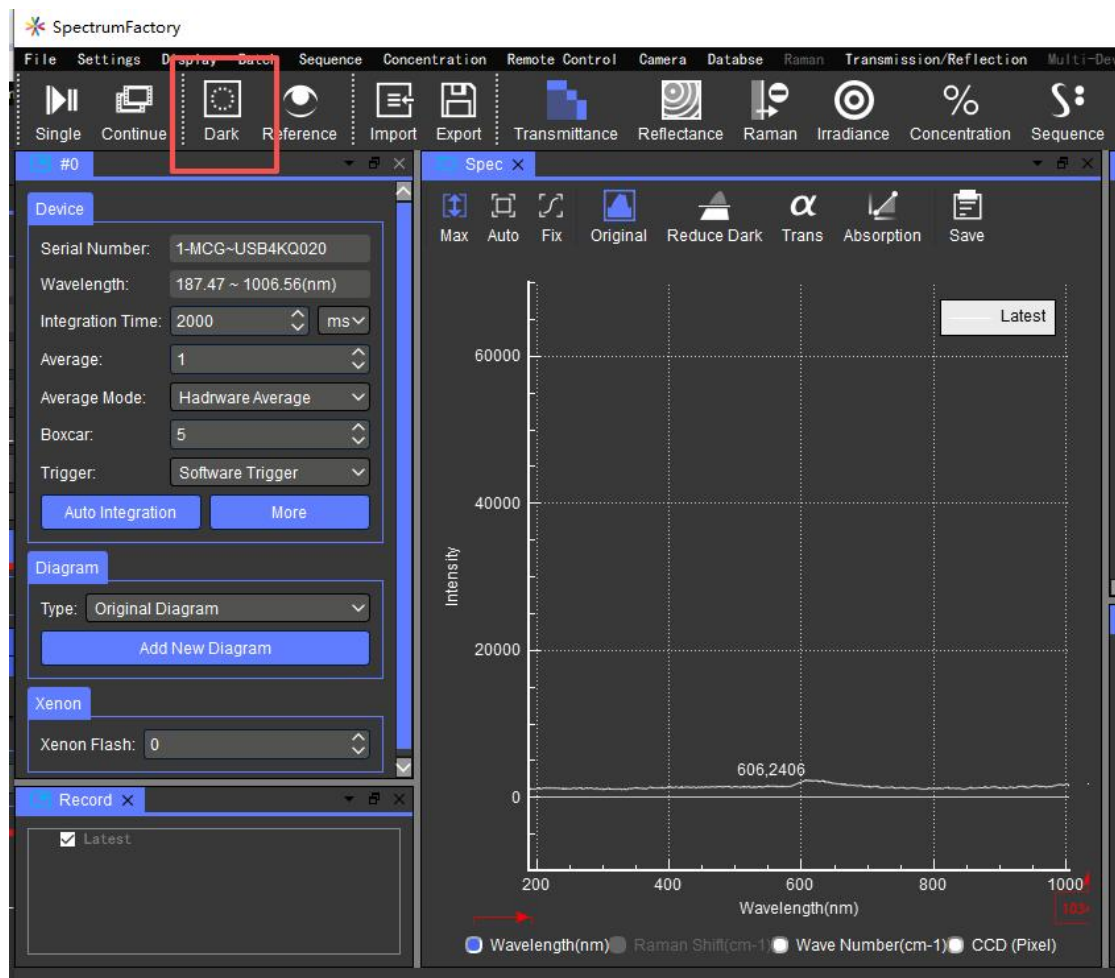 SpectrumFactory
File Settings Display Batch Sequence Concentration Remote Control Camera Databse Raman Transmission/Reflection Multi-De
Single Continue Dark Reference Import Export Transmittance Reflectance Raman Irradiance Concentration Sequence
#0
Spec
Device
Serial Number: 1-MCG~USB4KQ020
Wavelength: 187.47 ~ 1006.56(nm)
Integration Time: 2000 ms
Average: 1
Average Mode: Hadrware Average
Boxcar: 5
Trigger: Software Trigger
Auto Integration More
Diagram
Type: Original Diagram
Add New Diagram
Xenon
Xenon Flash: 0
Record
Latest
Max Auto Fix Original Reduce Dark Trans Absorption Save
Latest
60000
40000
Intensity
20000
606,2406
0
200 400 600 800 1000
Wavelength(nm)
Wavelength(nm) Raman Shift(cm-1) Wave Number(cm-1) CCD (Pixel)